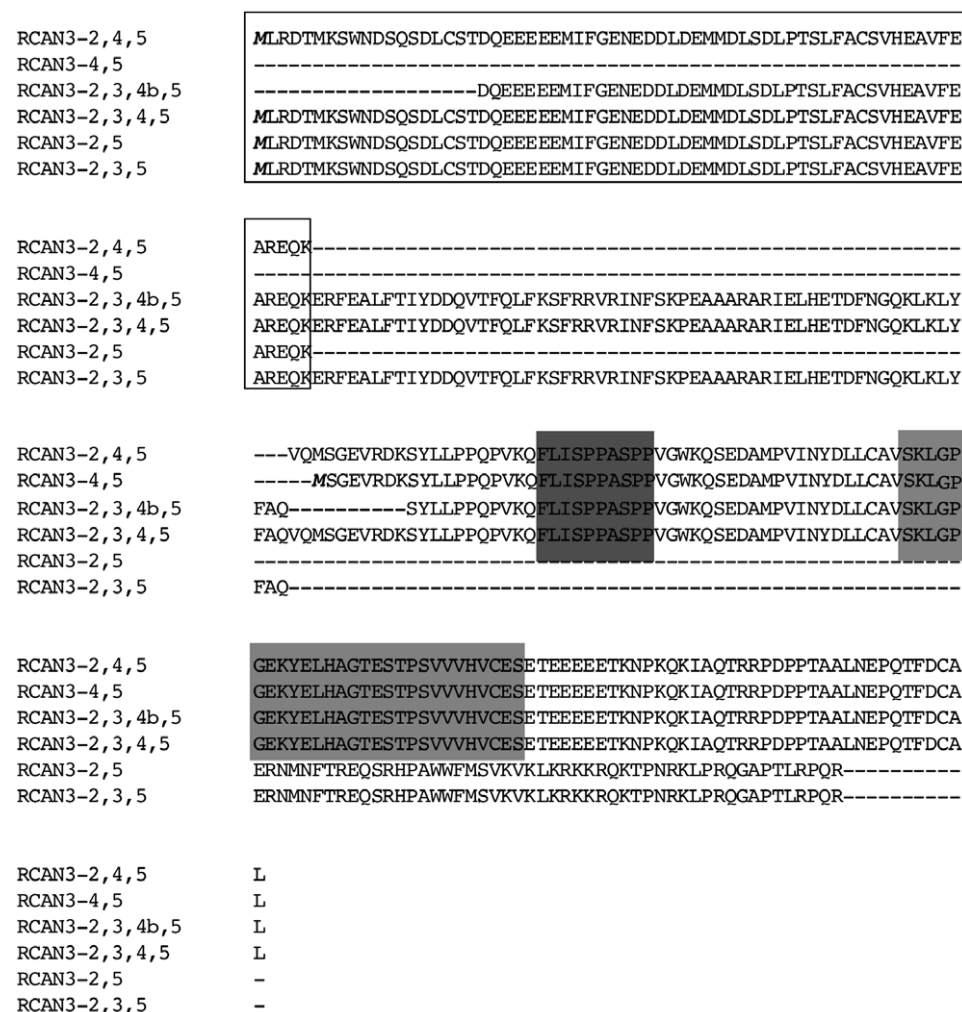 RCAN3-2,4,5 MLRDTMKSWNDSQSDLCSTDQEEEEEMIFGENEDDLDEMMDLSDLPTSLFACSVHEAVFE
RCAN3-4,5 ------------------------------------------------------------
RCAN3-2,3,4b,5 -------------------DQEEEEEMIFGENEDDLDEMMDLSDLPTSLFACSVHEAVFE
RCAN3-2,3,4,5 MLRDTMKSWNDSQSDLCSTDQEEEEEMIFGENEDDLDEMMDLSDLPTSLFACSVHEAVFE
RCAN3-2,5 MLRDTMKSWNDSQSDLCSTDQEEEEEMIFGENEDDLDEMMDLSDLPTSLFACSVHEAVFE
RCAN3-2,3,5 MLRDTMKSWNDSQSDLCSTDQEEEEEMIFGENEDDLDEMMDLSDLPTSLFACSVHEAVFE
RCAN3-2,4,5 AREQK-------------------------------------------------------
RCAN3-4,5 ------------------------------------------------------------
RCAN3-2,3,4b,5 AREQKERFEALFTIYDDQVTFQLFKSFRRVRINFSKPEAAARARIELHETDFNGQKLKLY
RCAN3-2,3,4,5 AREQKERFEALFTIYDDQVTFQLFKSFRRVRINFSKPEAAARARIELHETDFNGQKLKLY
RCAN3-2,5 AREQK-------------------------------------------------------
RCAN3-2,3,5 AREQKERFEALFTIYDDQVTFQLFKSFRRVRINFSKPEAAARARIELHETDFNGQKLKLY
RCAN3-2,4,5 ---VQMSGEVRDKSYLLPPQPVKQFLISPPASPPVGWKQSEDAMPVINYDLLCAVSKLGP
RCAN3-4,5 -----MSGEVRDKSYLLPPQPVKQFLISPPASPPVGWKQSEDAMPVINYDLLCAVSKLGP
RCAN3-2,3,4b,5 FAQ----------SYLLPPQPVKQFLISPPASPPVGWKQSEDAMPVINYDLLCAVSKLGP
RCAN3-2,3,4,5 FAQVQMSGEVRDKSYLLPPQPVKQFLISPPASPPVGWKQSEDAMPVINYDLLCAVSKLGP
RCAN3-2,5 ------------------------------------------------------------
RCAN3-2,3,5 FAQ---------------------------------------------------------
RCAN3-2,4,5 GEKYELHAGTESTPSVVVHVCESETEEEEETKNPKQKIAQTRRPDPPTAALNEPQTFDCA
RCAN3-4,5 GEKYELHAGTESTPSVVVHVCESETEEEEETKNPKQKIAQTRRPDPPTAALNEPQTFDCA
RCAN3-2,3,4b,5 GEKYELHAGTESTPSVVVHVCESETEEEEETKNPKQKIAQTRRPDPPTAALNEPQTFDCA
RCAN3-2,3,4,5 GEKYELHAGTESTPSVVVHVCESETEEEEETKNPKQKIAQTRRPDPPTAALNEPQTFDCA
RCAN3-2,5 ERNMNFTREQSRHPAWWFMSVKVKLKRKKRQKTPNRKLPRQGAPTLRPQR----------
RCAN3-2,3,5 ERNMNFTREQSRHPAWWFMSVKVKLKRKKRQKTPNRKLPRQGAPTLRPQR----------
RCAN3-2,4,5 L
RCAN3-4,5 L
RCAN3-2,3,4b,5 L
RCAN3-2,3,4,5 L
RCAN3-2,5 -
RCAN3-2,3,5 -